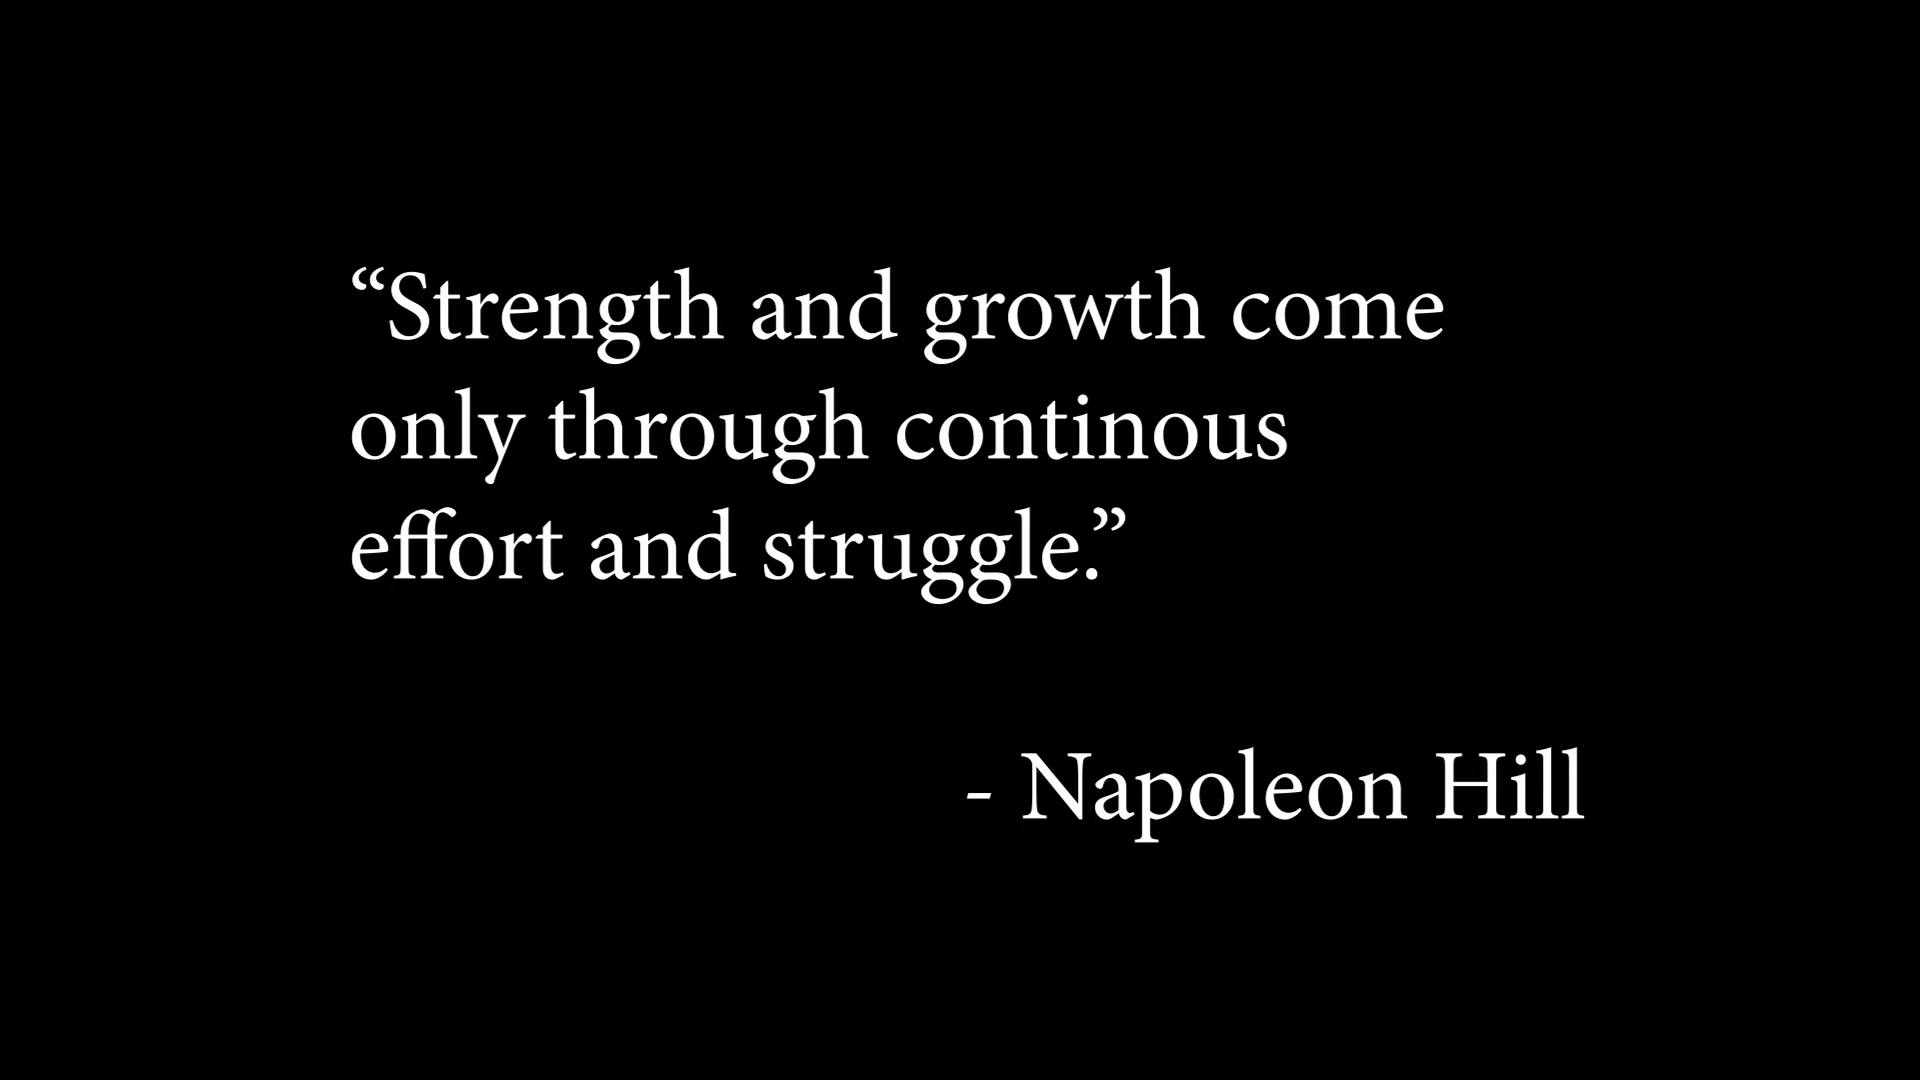 “Strength and growth come
only through continous
effort and struggle.”
- Napoleon Hill